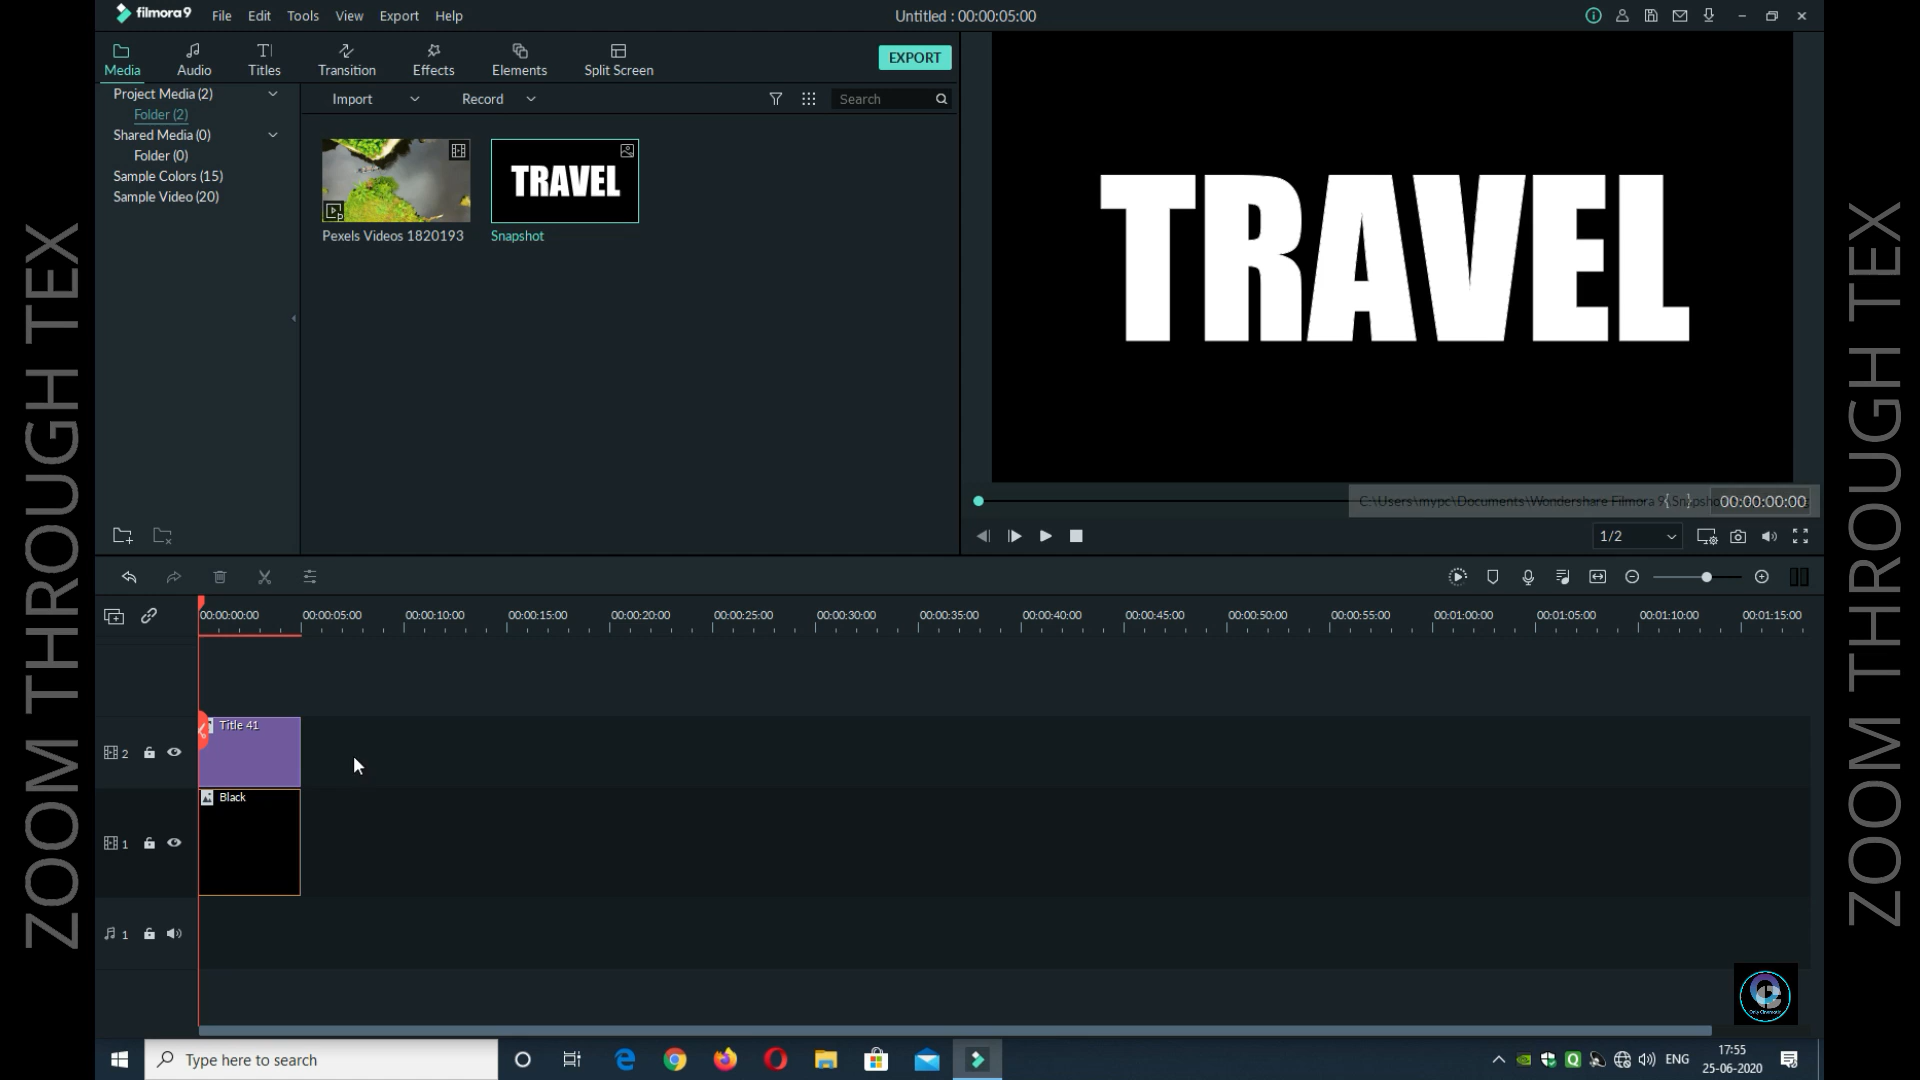 filmora9
File Edit Tools View Export Help
Untitled : 00:00:05:00
Media Audio Titles Transition Effects Elements Split Screen
EXPORT
Project Media (2)
Folder (2)
Shared Media (0)
Folder (0)
Sample Colors (15)
Sample Video (20)
Import Record Search
TRAVEL
Pexels Videos 1820193 Snapshot
TRAVEL
C:\Users\mypc\Documents\Wondershare Filmora 9\Snapsho
00:00:00:00
1/2
00:00:00:00 00:00:05:00 00:00:10:00 00:00:15:00 00:00:20:00 00:00:25:00 00:00:30:00 00:00:35:00 00:00:40:00 00:00:45:00 00:00:50:00 00:00:55:00 00:01:00:00 00:01:05:00 00:01:10:00 00:01:15:00
Title 41
2
Black
1
1
ZOOM THROUGH TEX
ZOOM THROUGH TEX
Type here to search
ENG
17:55
25-06-2020